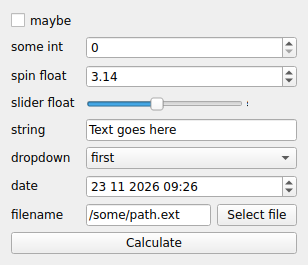 maybe
some int 0
spin float 3.14
slider float
string Text goes here
dropdown first
date 23 11 2026 09:26
filename /some/path.ext Select file
Calculate